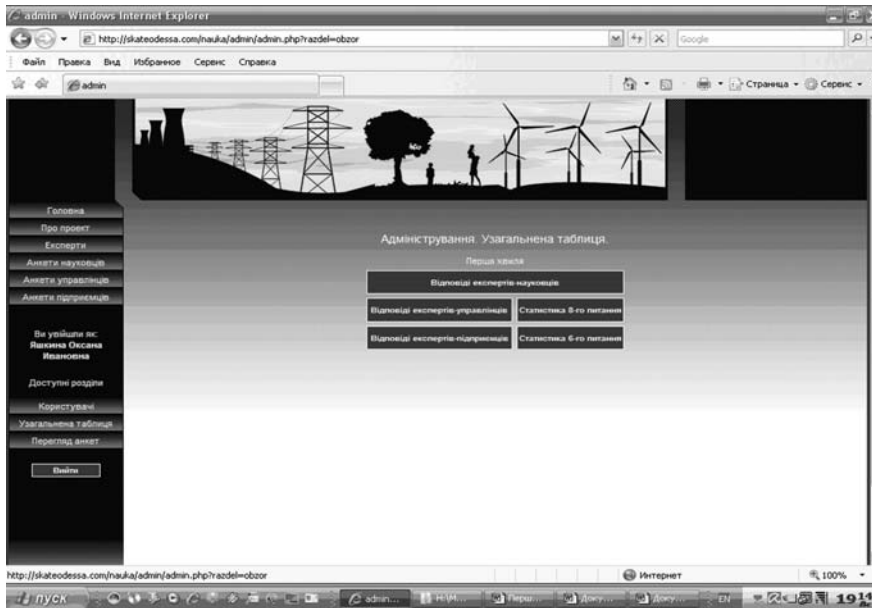 admin - Windows Internet Explorer
http://skateodessa.com/nauka/admin/admin.php?razdel=obzor
Google
Файл Правка Вид Избранное Сервис Справка
admin
Страница Сервис
Головна
Про проект
Експерти
Анкети науковців
Анкети управлінців
Анкети підприємців
Ви увійшли як:
Яшкина Оксана
Ивановна
Доступні розділи
Користувачі
Узагальнена таблиця
Перегляд анкет
Вийти
Адміністрування. Узагальнена таблиця.
Перша хвиля
Відповіді експертів-науковців
Відповіді експертів-управлінців Статистика 8-го питання
Відповіді експертів-підприємців Статистика 6-го питання
http://skateodessa.com/nauka/admin/admin.php?razdel=obzor
Интернет
100%
пуск
admin...
H:\М...
Перш...
Доку...
Доку...
EN